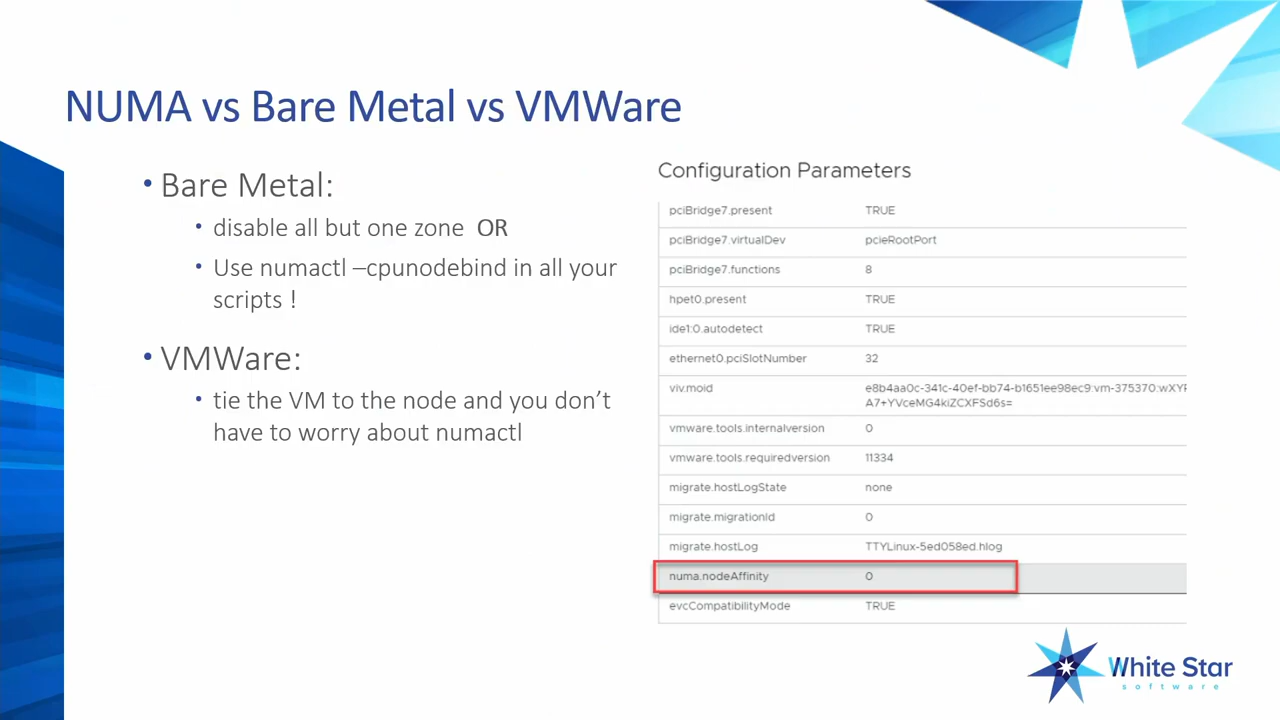 NUMA vs Bare Metal vs VMWare
• Bare Metal:
• disable all but one zone OR
• Use numactl –cpunodebind in all your
scripts !
• VMWare:
• tie the VM to the node and you don't
have to worry about numactl
Configuration Parameters
pciBridge7.present TRUE
pciBridge7.virtualDev pcieRootPort
pciBridge7.functions 8
hpet0.present TRUE
ide1:0.autodetect TRUE
ethernet0.pciSlotNumber 32
viv.moid e8b4aa0c-341c-40ef-bb74-b1651ee98ec9:vm-375370:wXYF
A7+YVceMG4kiZCXFSd6s=
vmware.tools.internalversion 0
vmware.tools.requiredversion 11334
migrate.hostLogState none
migrate.migrationId 0
migrate.hostLog TTYLinux-5ed058ed.hlog
numa.nodeAffinity 0
evcCompatibilityMode TRUE
White Star
software